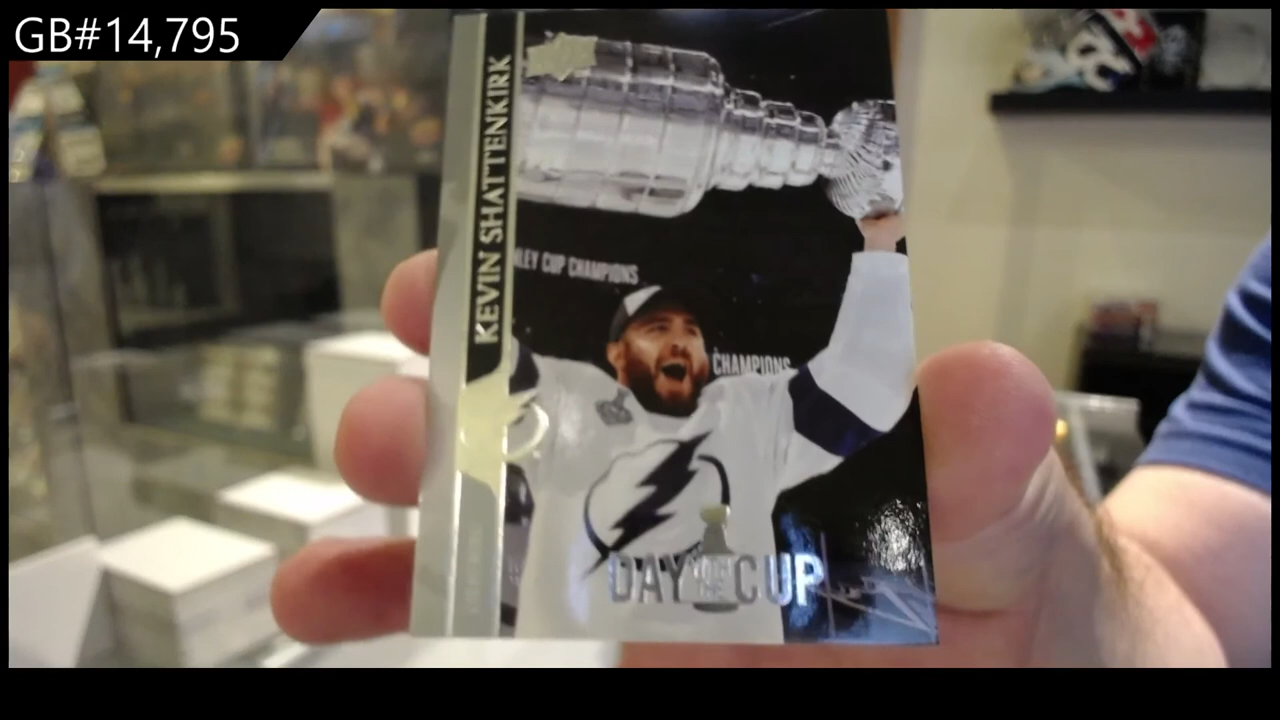 GB#14,795
KEVIN SHATTENKIRK
LEY CUP CHAMPIONS
CHAMPIONS
DAY CUP